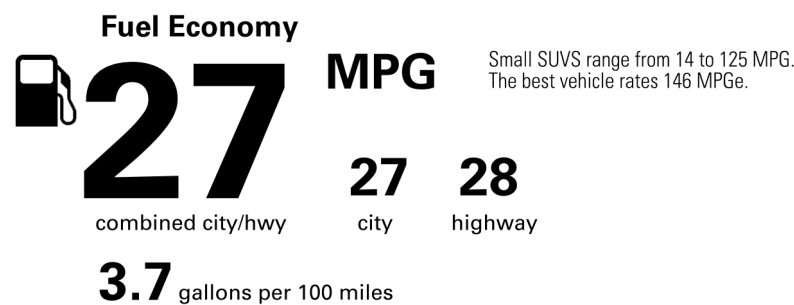 Fuel Economy
27 MPG
Small SUVS range from 14 to 125 MPG.
The best vehicle rates 146 MPGe.
27 28
combined city/hwy city highway
3.7 gallons per 100 miles